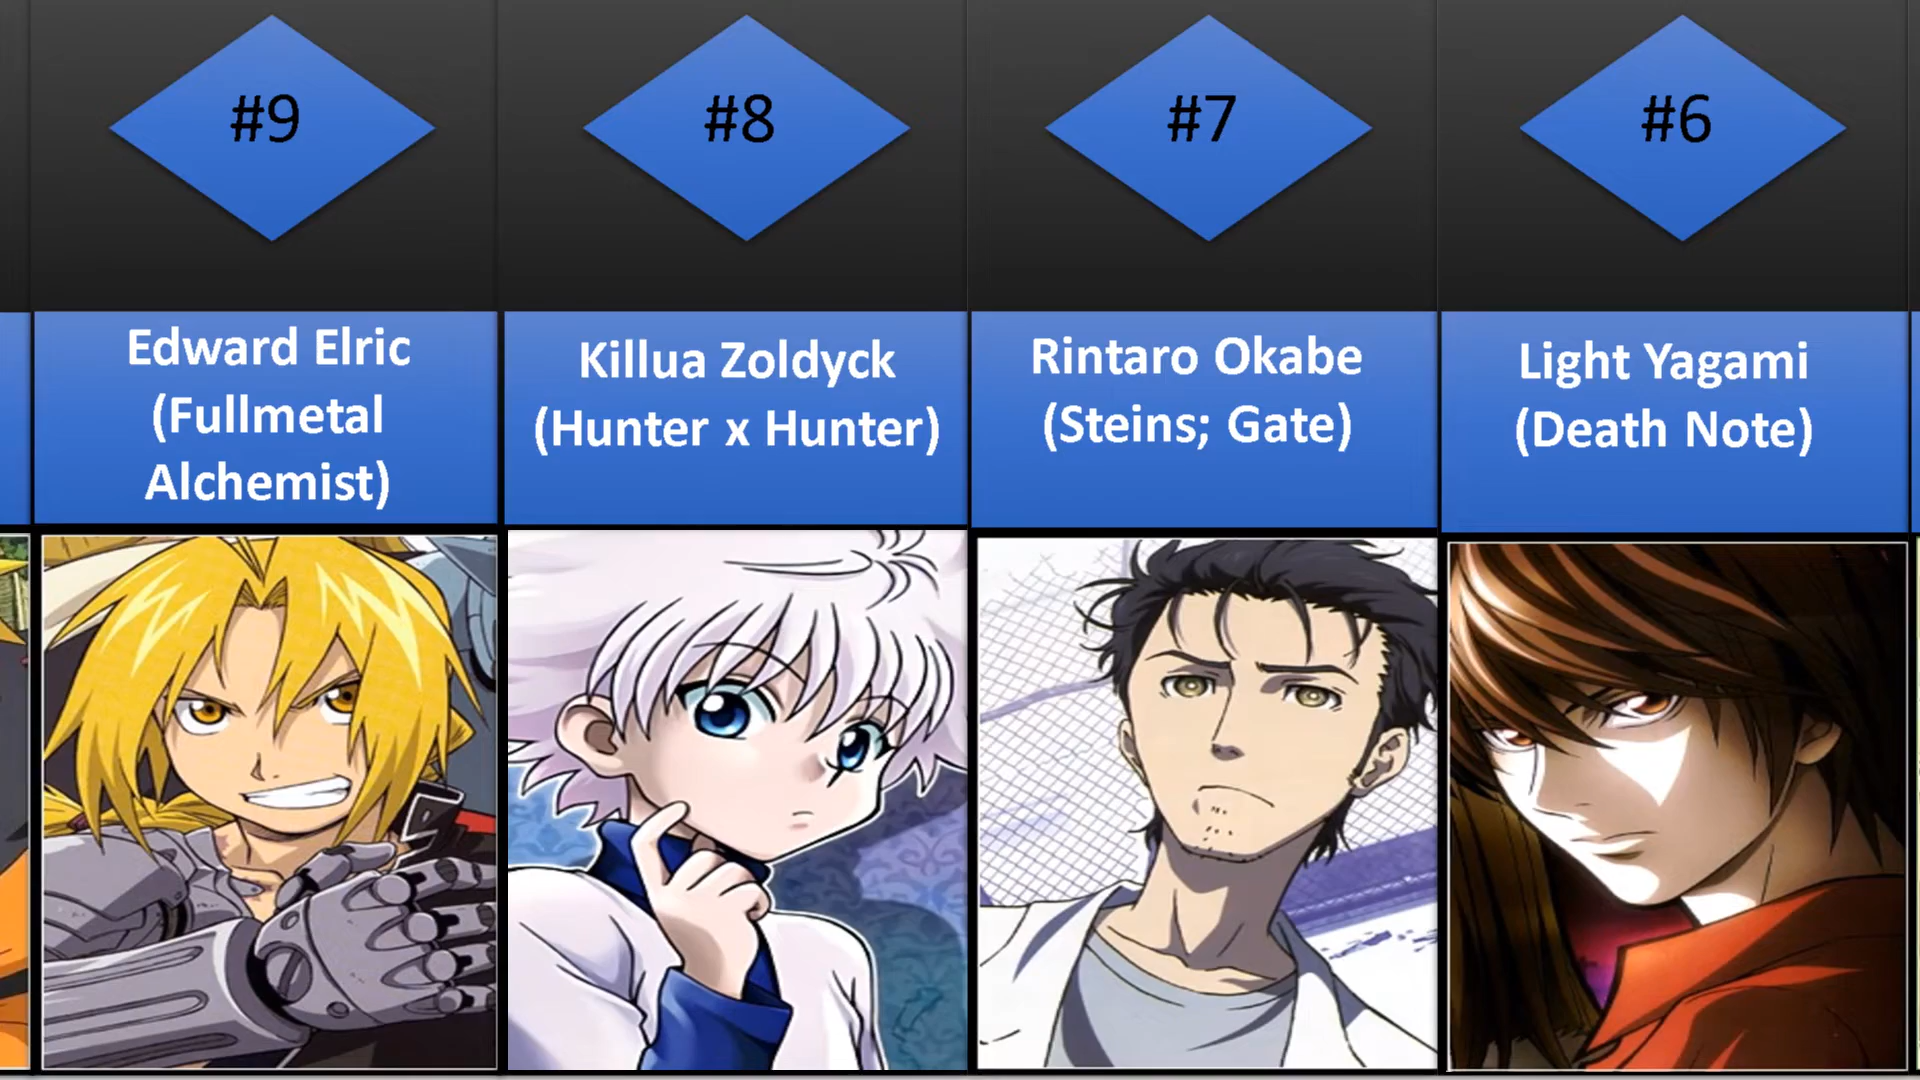 #9
Edward Elric
(Fullmetal
Alchemist)
#8
Killua Zoldyck
(Hunter x Hunter)
#7
Rintaro Okabe
(Steins; Gate)
#6
Light Yagami
(Death Note)